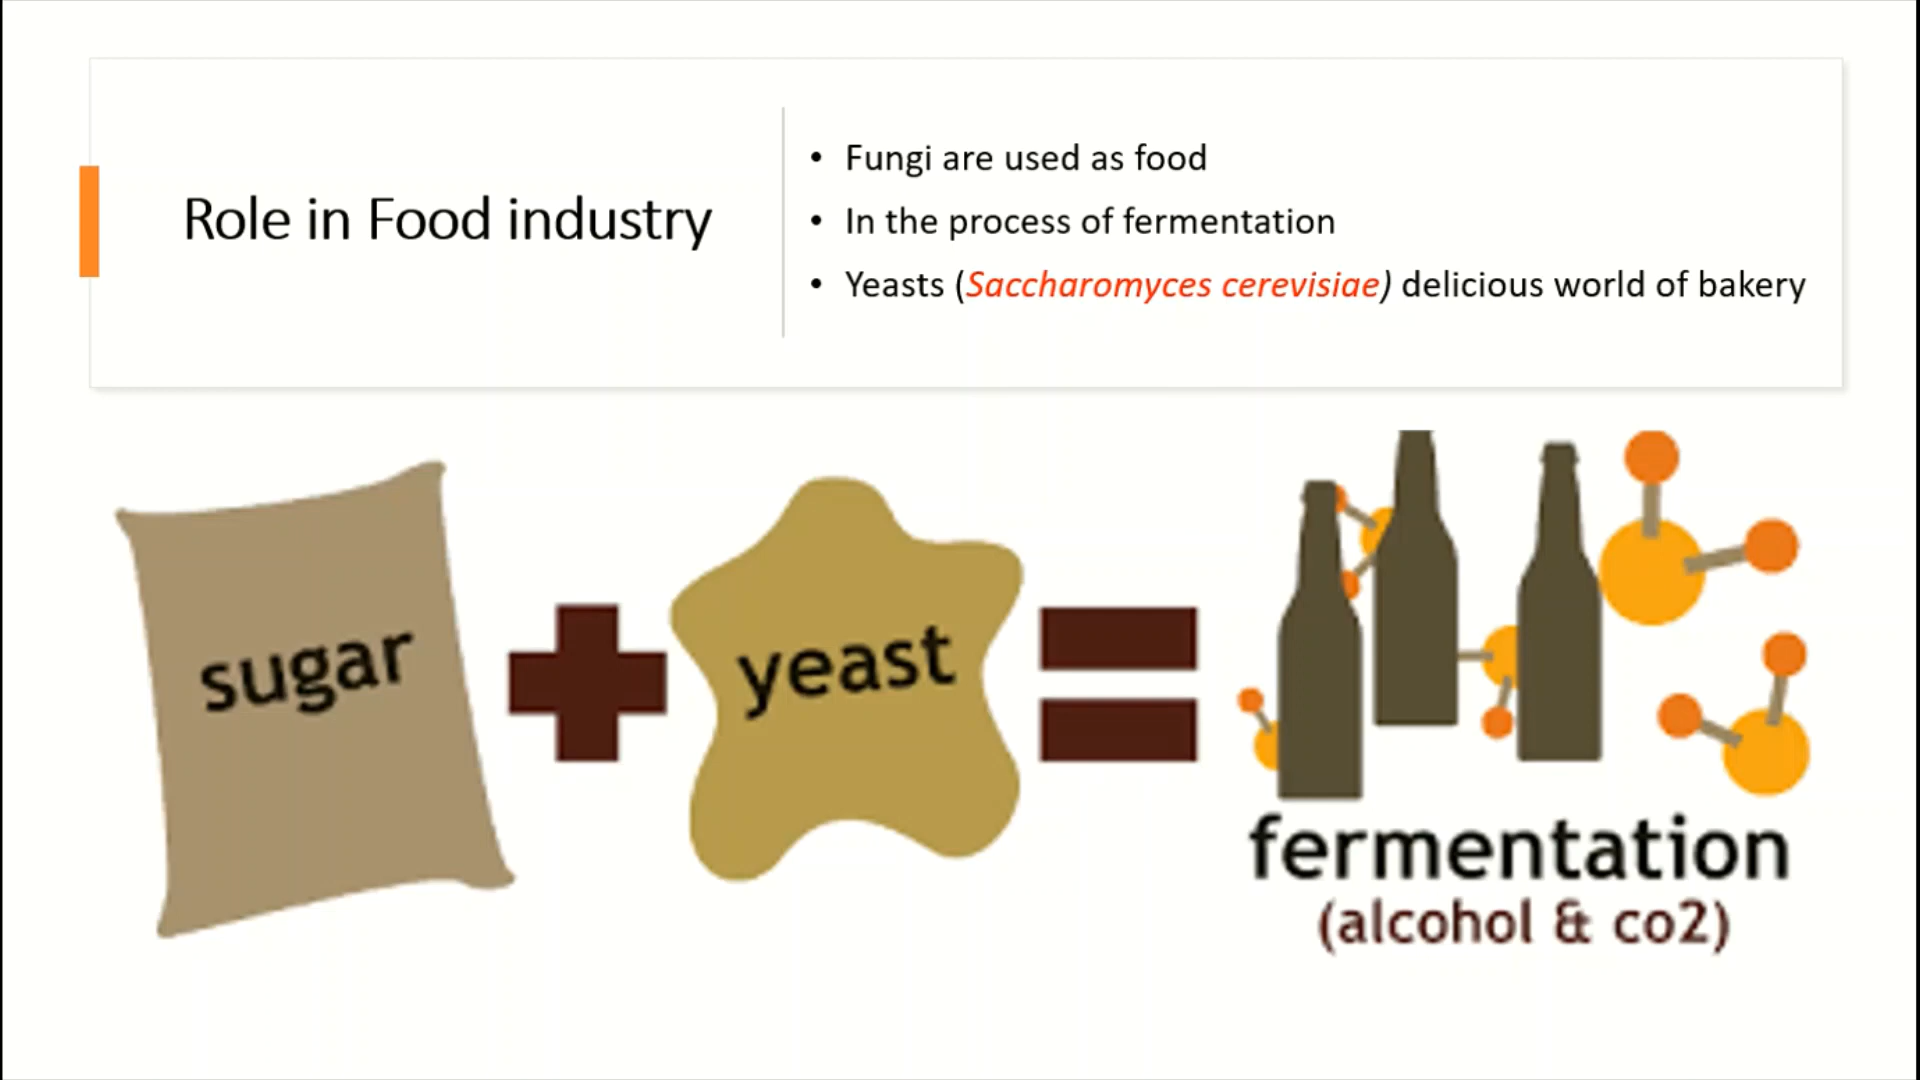 Role in Food industry
• Fungi are used as food
• In the process of fermentation
• Yeasts (Saccharomyces cerevisiae) delicious world of bakery
sugar
yeast
fermentation
(alcohol & co2)